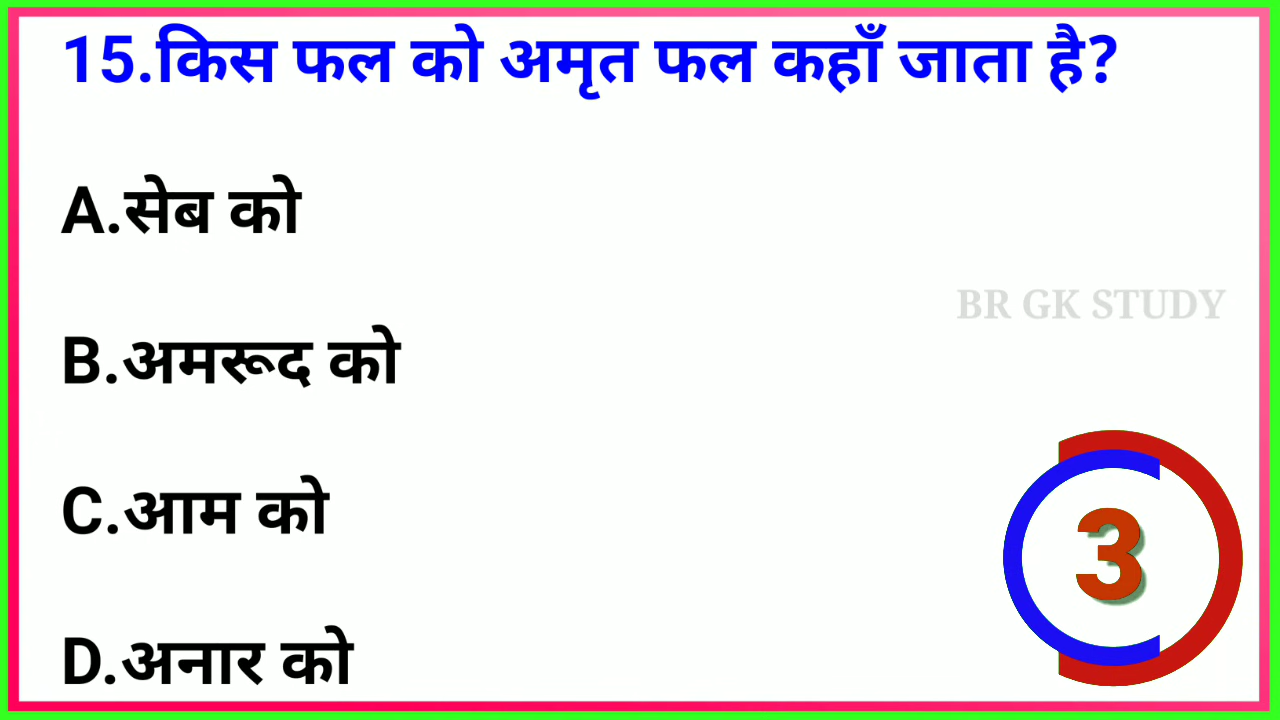 15.किस फल को अमृत फल कहाँ जाता है?
A.सेब को
BR GK STUDY
B.अमरूद को
C.आम को
3
D.अनार को